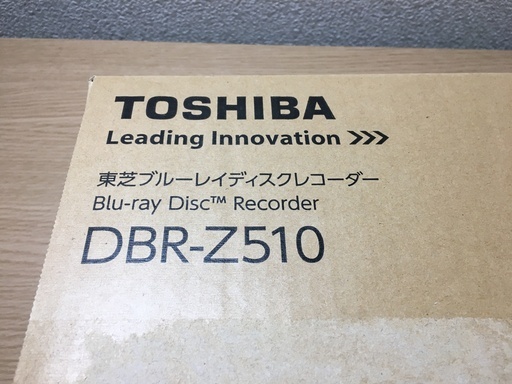 TOSHIBA
Leading Innovation >>>
東芝ブルーレイディスクレコーダー
Blu-ray Disc™ Recorder
DBR-Z510